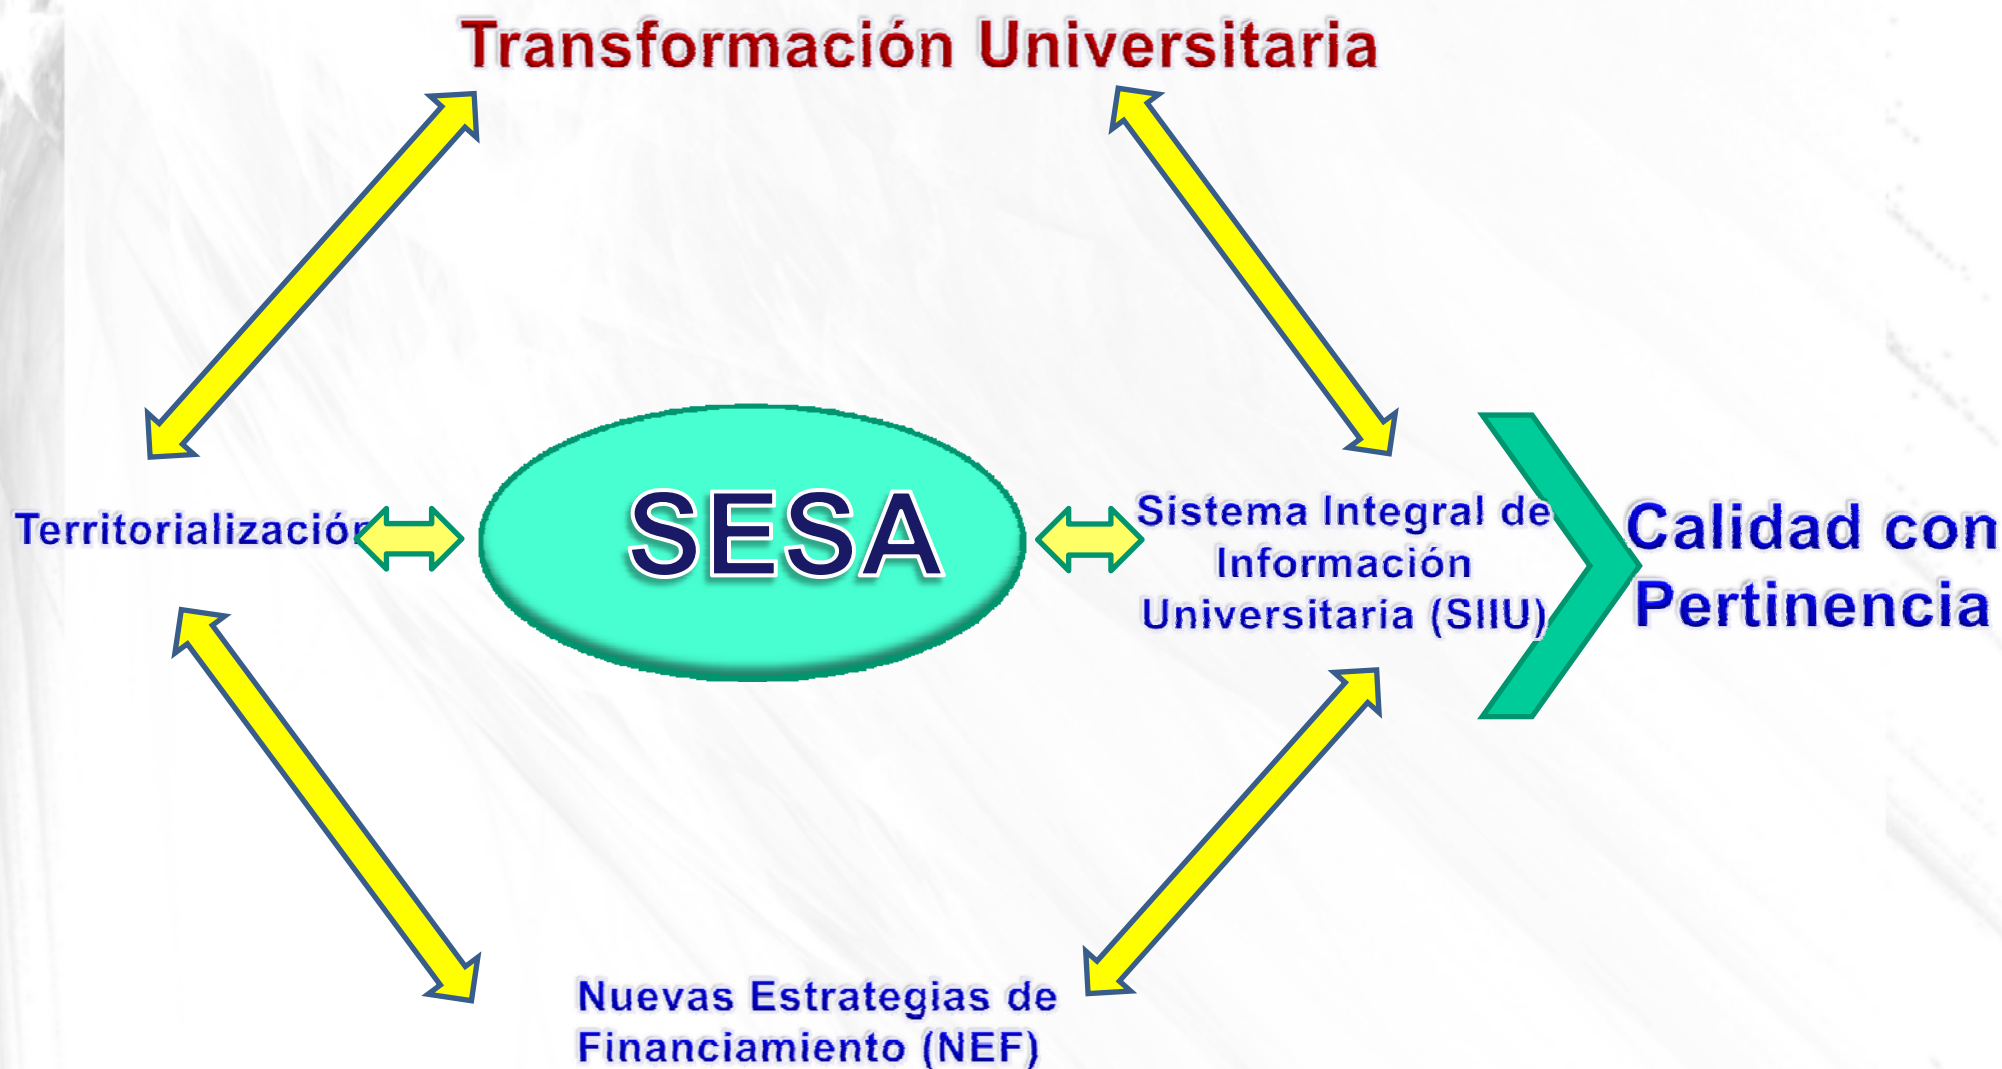 Transformación Universitaria
Territorialización
SESA
Sistema Integral de
Información
Universitaria (SIIU)
Calidad con
Pertinencia
Nuevas Estrategias de
Financiamiento (NEF)